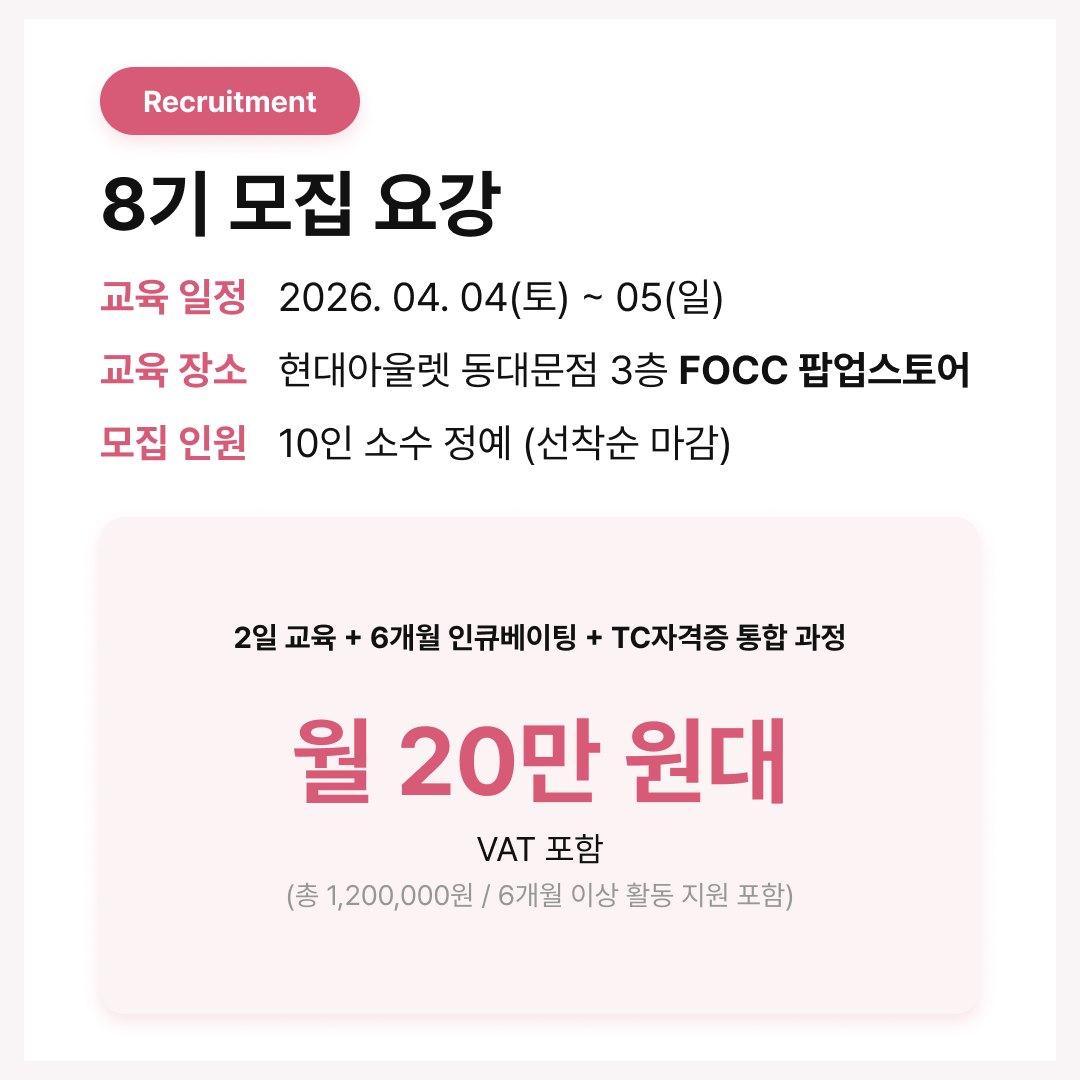 Recruitment
8기 모집 요강
교육 일정 2026. 04. 04(토) ~ 05(일)
교육 장소 현대아울렛 동대문점 3층 FOCC 팝업스토어
모집 인원 10인 소수 정예 (선착순 마감)
2일 교육 + 6개월 인큐베이팅 + TC자격증 통합 과정
월 20만 원대
VAT 포함
(총 1,200,000원 / 6개월 이상 활동 지원 포함)